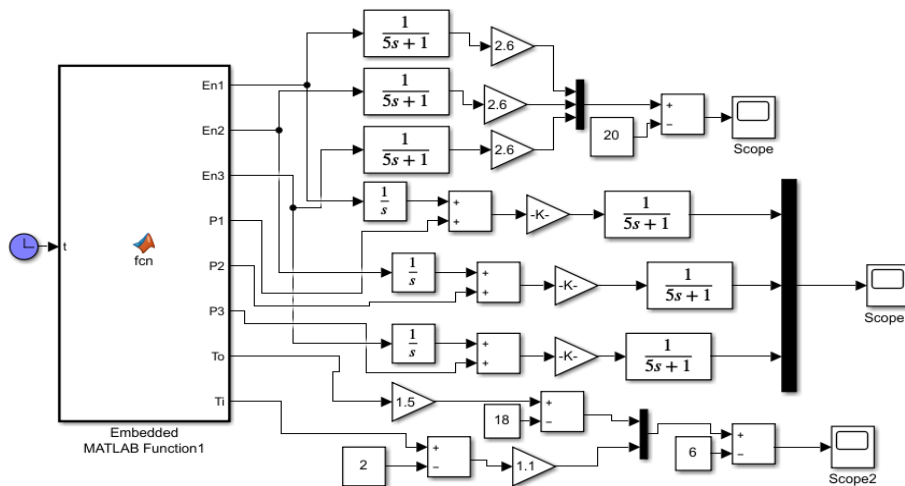 1
5s + 1
2.6
1
5s + 1
2.6
1
5s + 1
2.6
+
−
20
Scope
En1
En2
En3
P1
P2
P3
To
Ti
t
fcn
Embedded
MATLAB Function1
1
s
+
+
-K-
1
5s + 1
1
s
+
+
-K-
1
5s + 1
1
s
+
+
-K-
1
5s + 1
Scope
1.5
18
+
−
2
+
−
1.1
6
+
−
Scope2